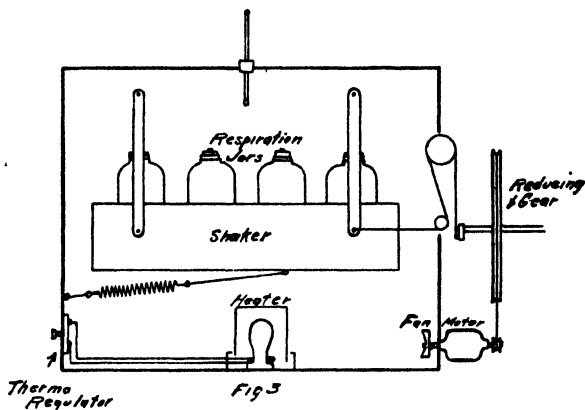 Respiration
Jars
Reducing
Gear
Shaker
Heater
Fan Motor
Thermo
Regulator
Fig 3